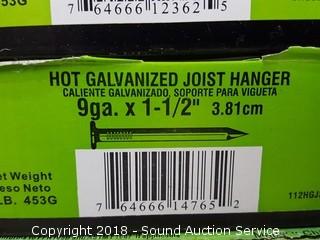 453G
7 64666 12362 5
HOT GALVANIZED JOIST HANGER
CALIENTE GALVANIZADO, SOPORTE PARA VIGUETA
9ga. x 1-1/2" 3.81cm
et Weight
eso Neto
LB. 453G
7 64666 14765 2
112HGJ
Copyright 2018 - Sound Auction Service